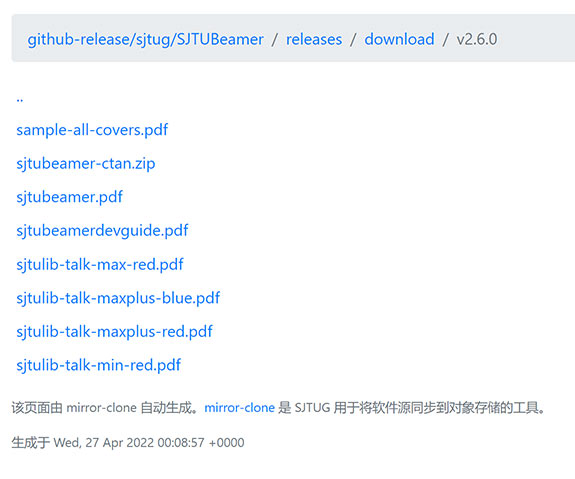 github-release/sjtug/SJTUBeamer / releases / download / v2.6.0
..
sample-all-covers.pdf
sjtubeamer-ctan.zip
sjtubeamer.pdf
sjtubeamerdevguide.pdf
sjtulib-talk-max-red.pdf
sjtulib-talk-maxplus-blue.pdf
sjtulib-talk-maxplus-red.pdf
sjtulib-talk-min-red.pdf
该页面由 mirror-clone 自动生成。mirror-clone 是 SJTUG 用于将软件源同步到对象存储的工具。
生成于 Wed, 27 Apr 2022 00:08:57 +0000